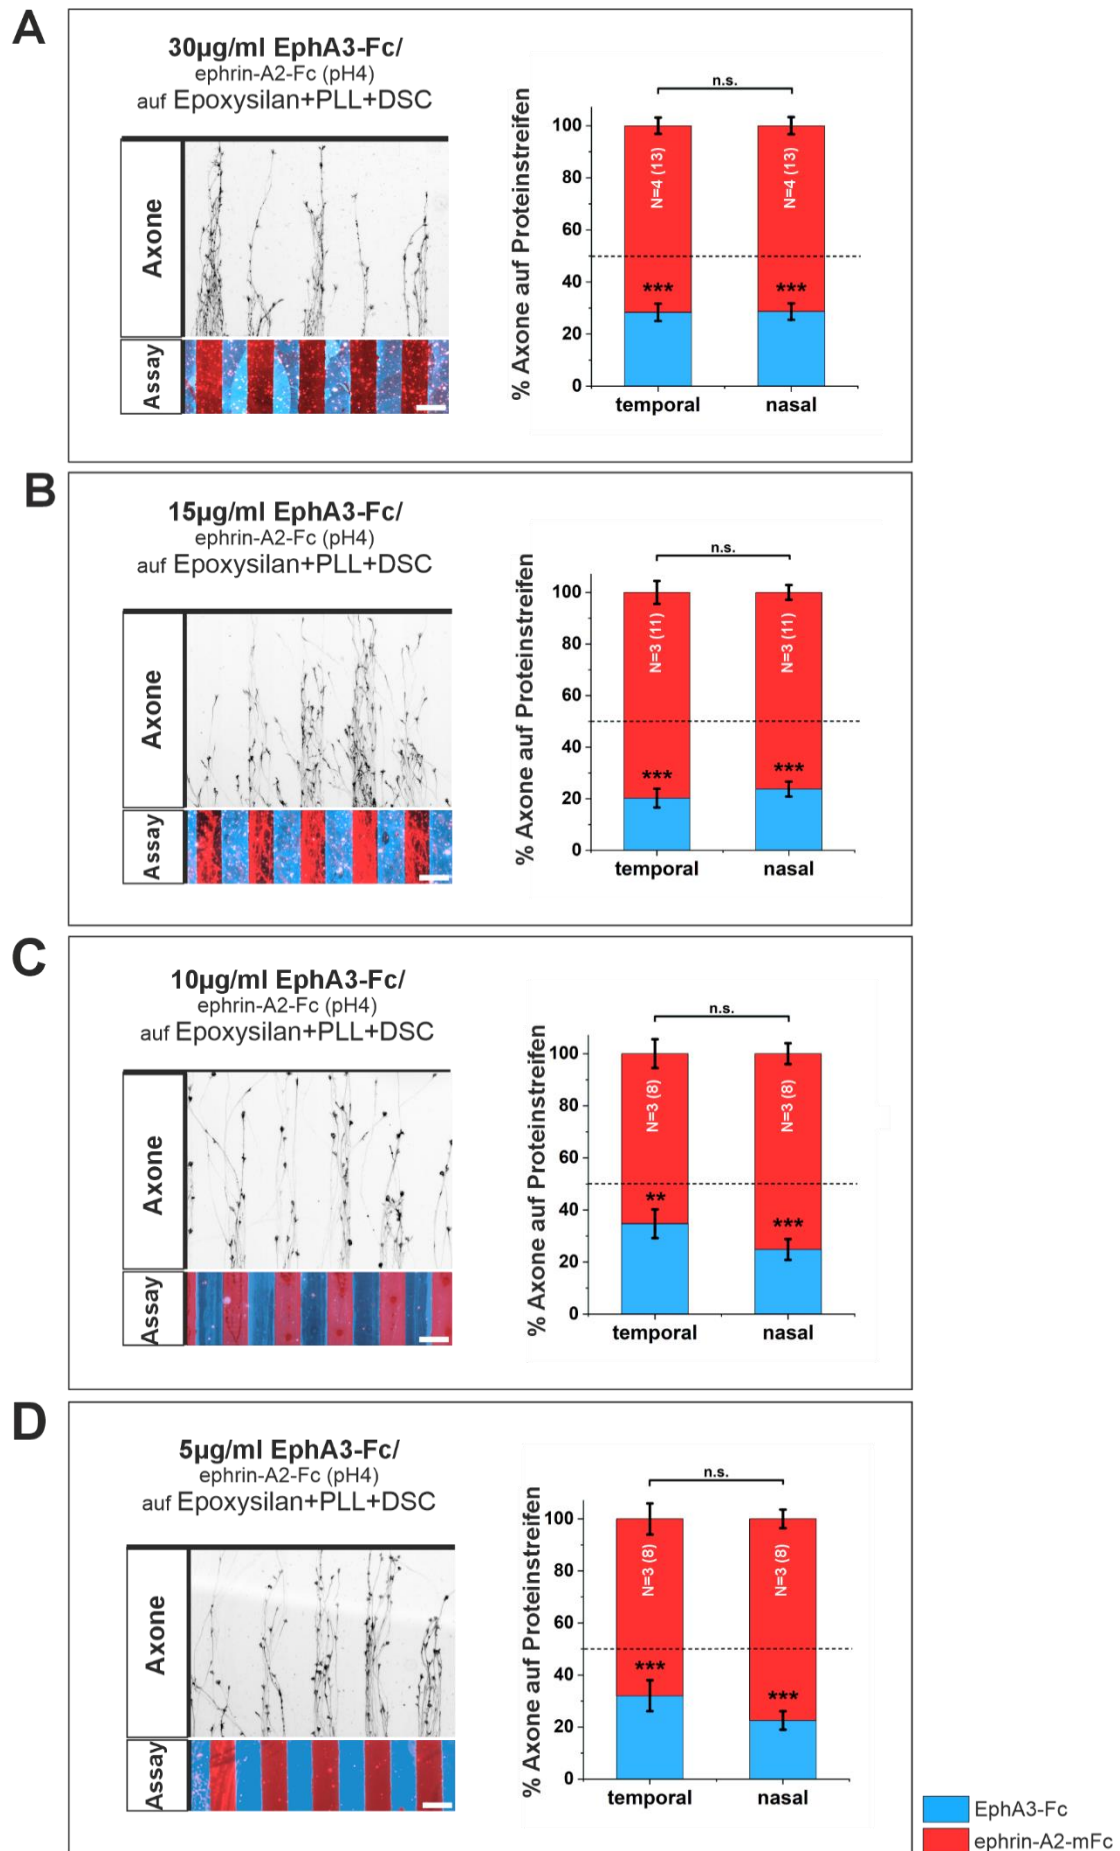 A
30µg/ml EphA3-Fc/
ephrin-A2-Fc (pH4)
auf Epoxysilan+PLL+DSC
Axone
Assay
% Axone auf Proteinstreifen
n.s.
100
80
60
40
20
0
N=4 (13)
N=4 (13)
***
***
temporal
nasal
B
15µg/ml EphA3-Fc/
ephrin-A2-Fc (pH4)
auf Epoxysilan+PLL+DSC
Axone
Assay
% Axone auf Proteinstreifen
n.s.
100
80
60
40
20
0
N=3 (11)
N=3 (11)
***
***
temporal
nasal
C
10µg/ml EphA3-Fc/
ephrin-A2-Fc (pH4)
auf Epoxysilan+PLL+DSC
Axone
Assay
% Axone auf Proteinstreifen
n.s.
100
80
60
40
20
0
N=3 (8)
N=3 (8)
**
***
temporal
nasal
D
5µg/ml EphA3-Fc/
ephrin-A2-Fc (pH4)
auf Epoxysilan+PLL+DSC
Axone
Assay
% Axone auf Proteinstreifen
n.s.
100
80
60
40
20
0
N=3 (8)
N=3 (8)
***
***
temporal
nasal
EphA3-Fc
ephrin-A2-mFc